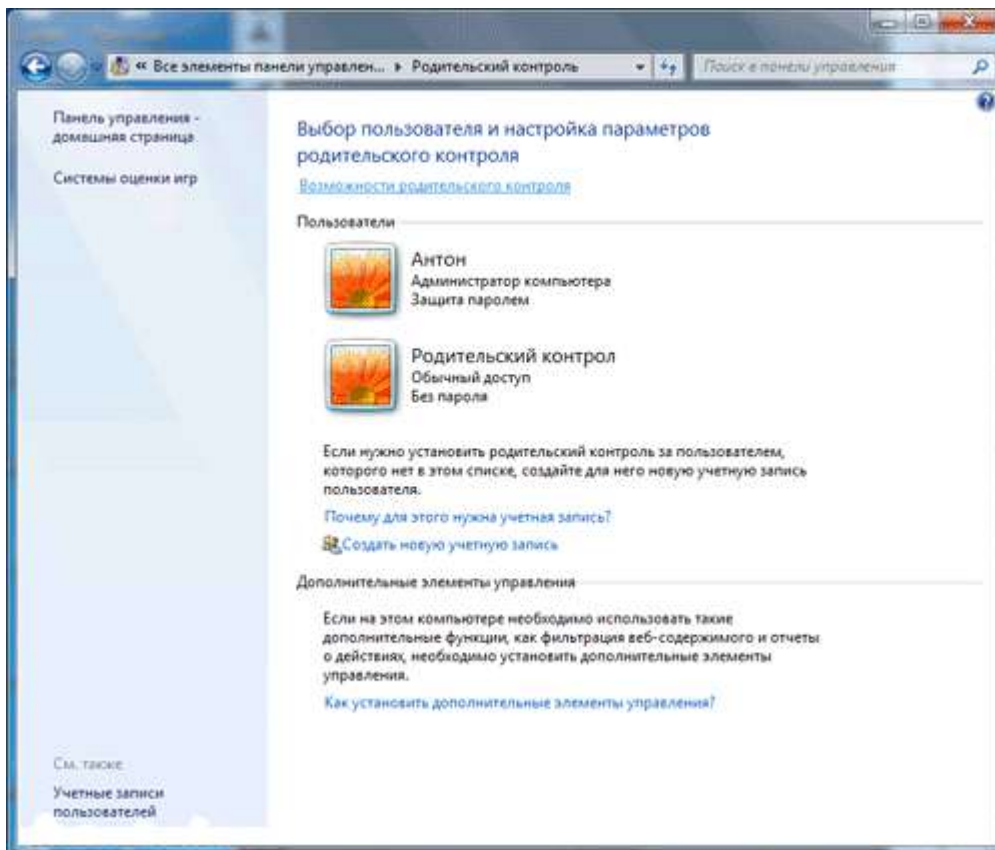 « Все элементы панели управлен... ▸ Родительский контроль
Поиск в панели управления
Панель управления -
домашняя страница
Системы оценки игр
Выбор пользователя и настройка параметров
родительского контроля
Возможности родительского контроля
Пользователи
Антон
Администратор компьютера
Защита паролем
Родительский контрол
Обычный доступ
Без пароля
Если нужно установить родительский контроль за пользователем,
которого нет в этом списке, создайте для него новую учетную запись
пользователя.
Почему для этого нужна учетная запись?
Создать новую учетную запись
Дополнительные элементы управления
Если на этом компьютере необходимо использовать такие
дополнительные функции, как фильтрация веб-содержимого и отчеты
о действиях, необходимо установить дополнительные элементы
управления.
Как установить дополнительные элементы управления?
См. также
Учетные записи
пользователей